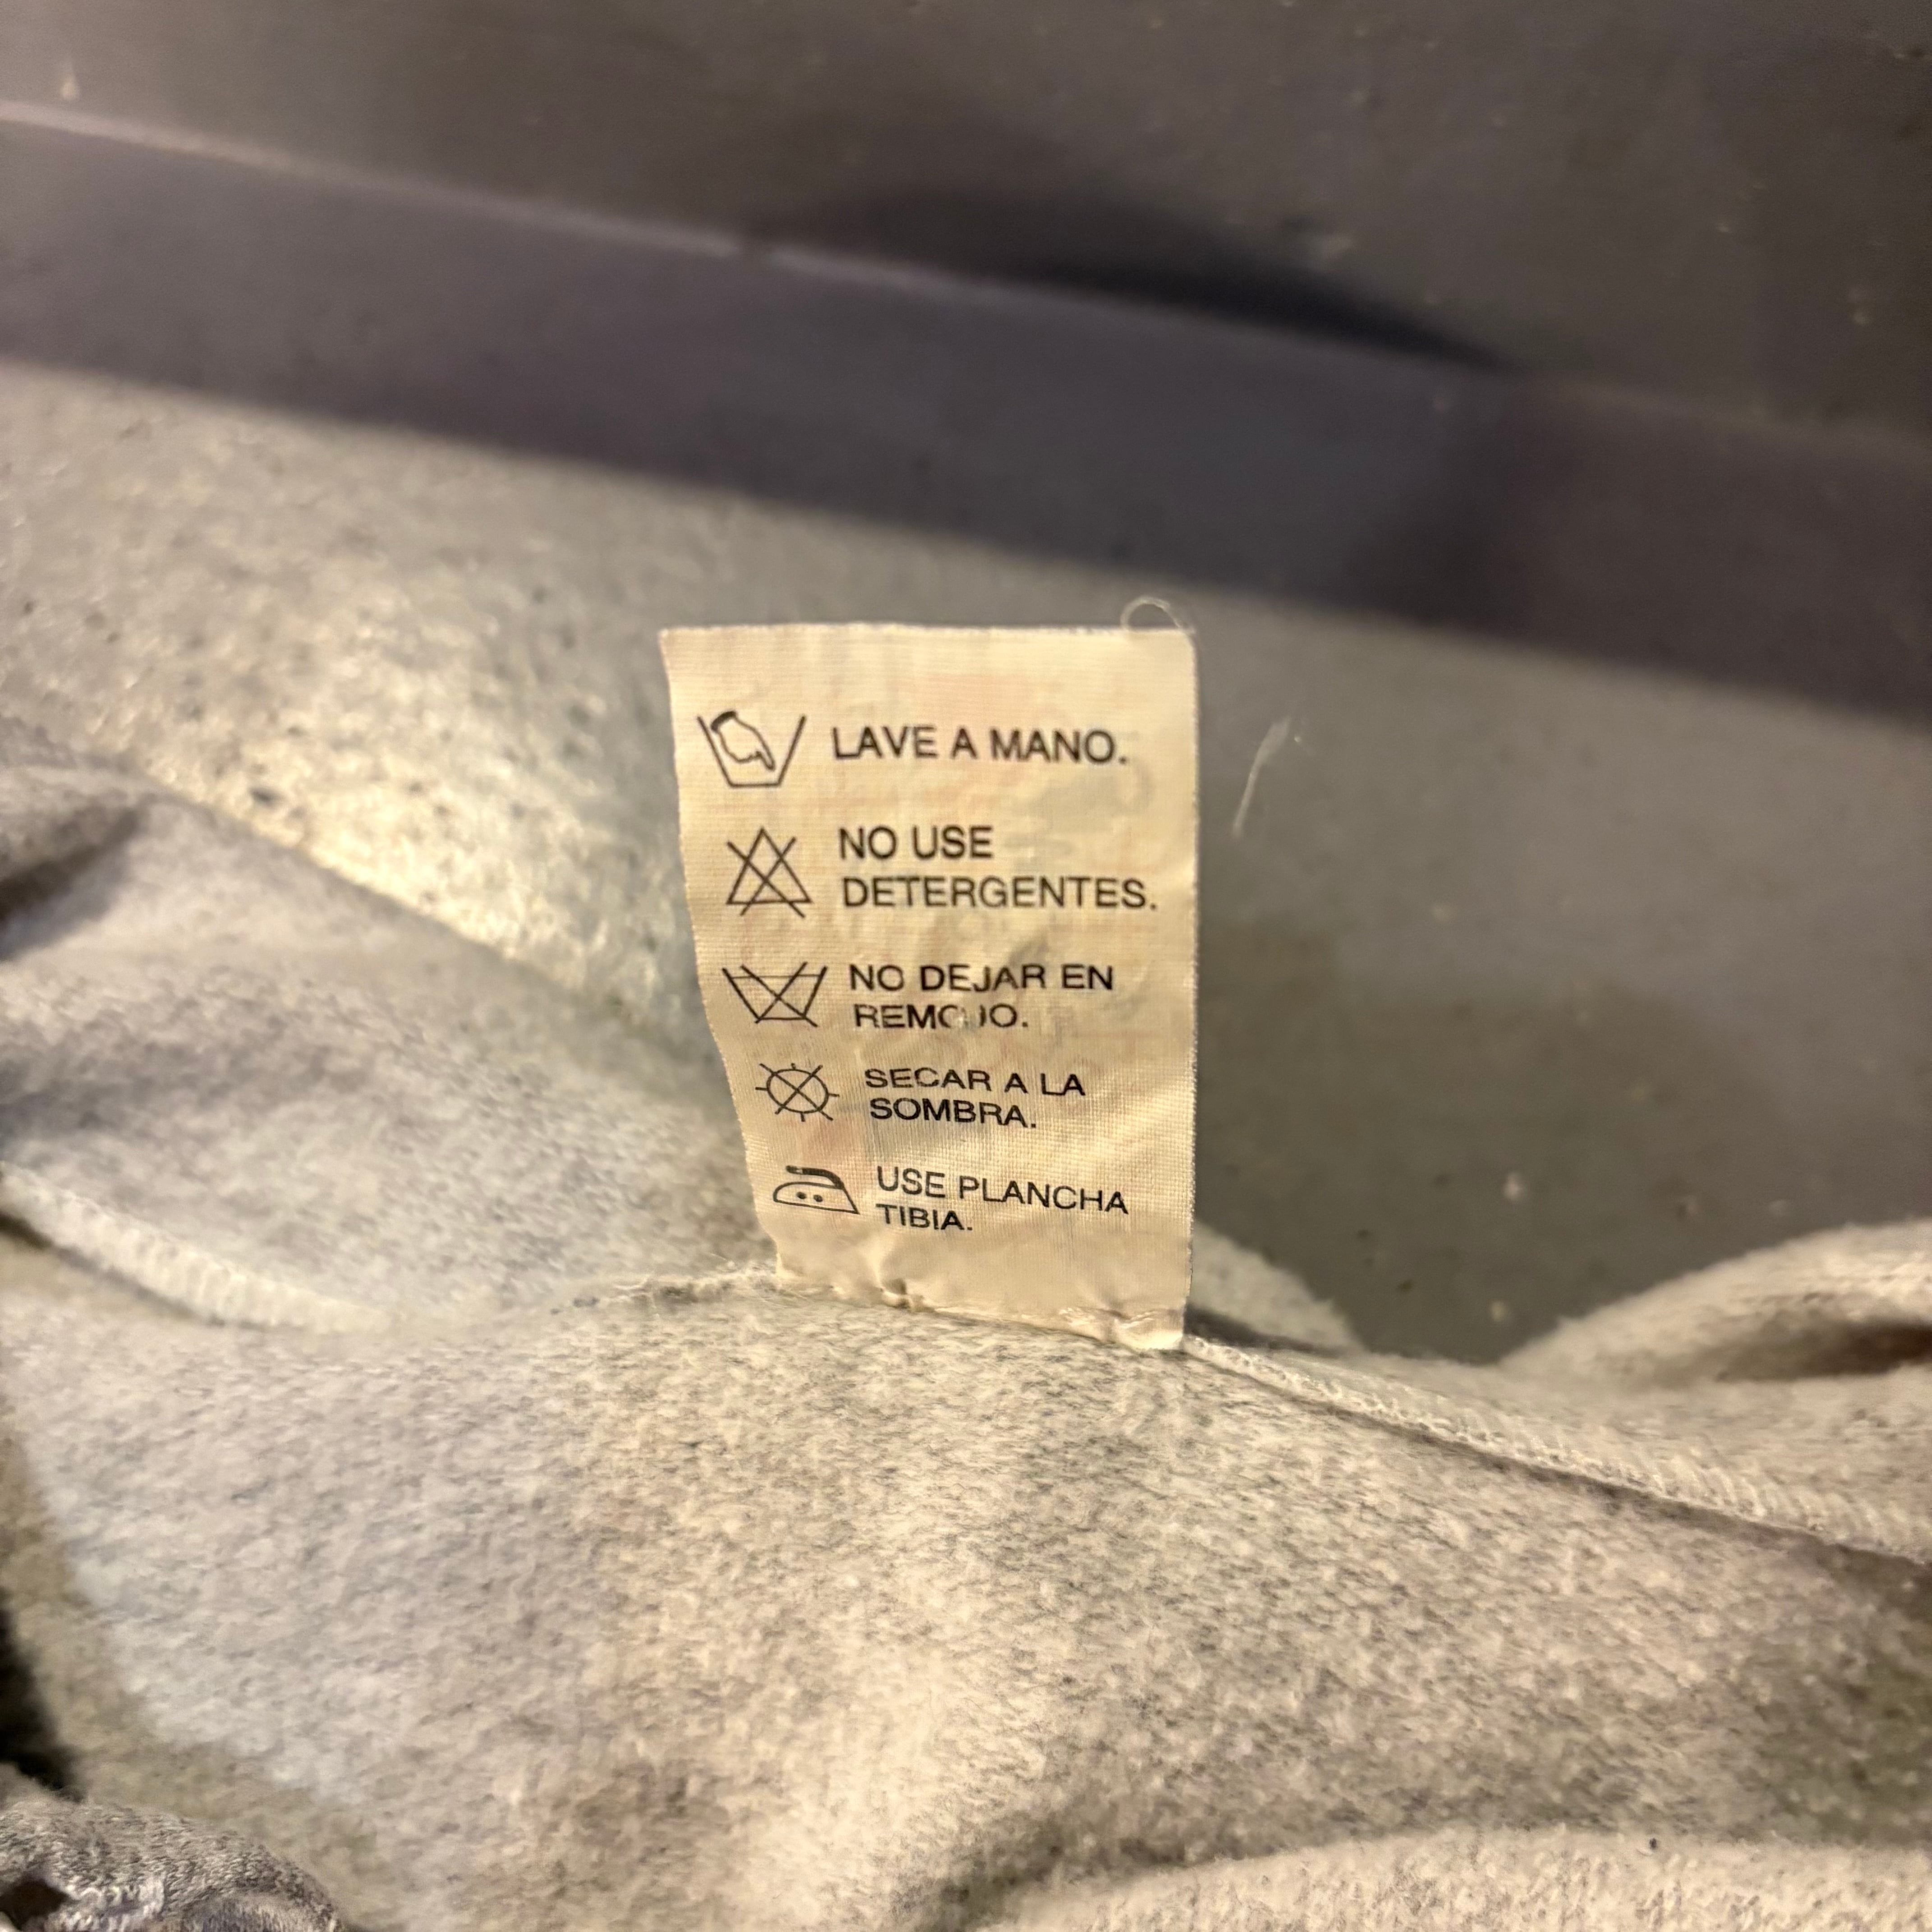 LAVE A MANO.
NO USE
DETERGENTES.
NO DEJAR EN
REMOJO.
SECAR A LA
SOMBRA.
USE PLANCHA
TIBIA.